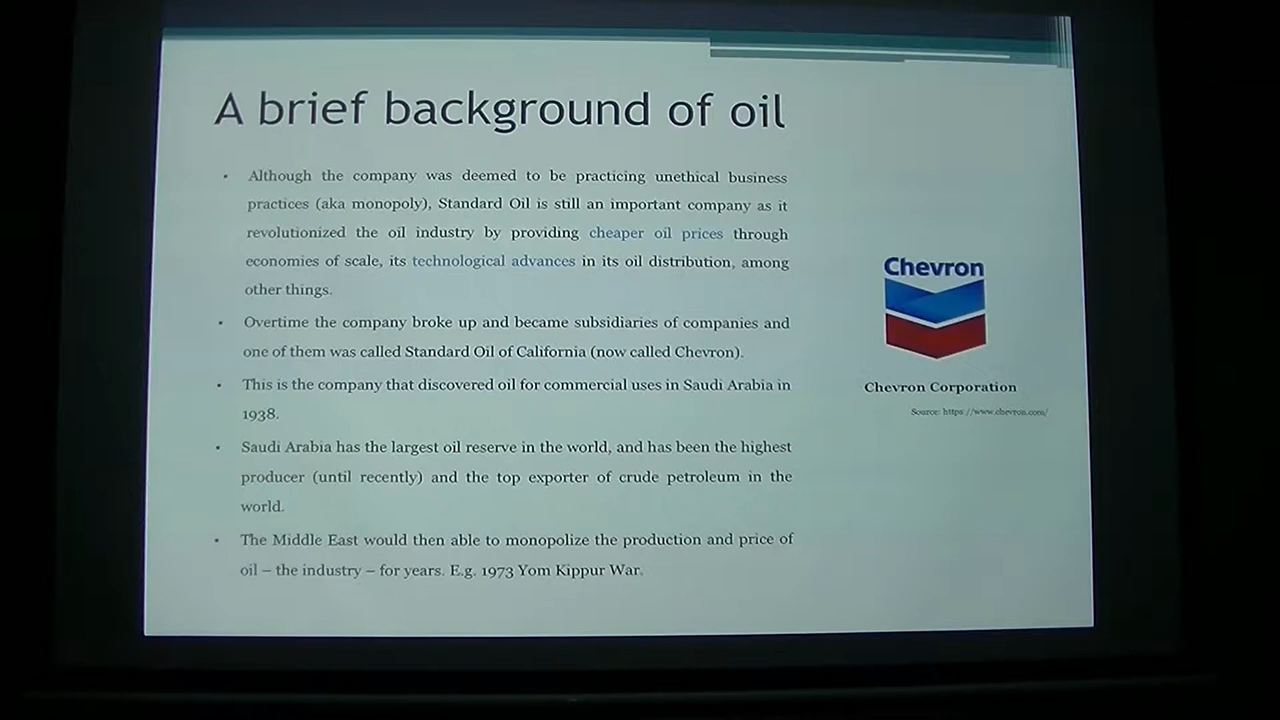 A brief background of oil
• Although the company was deemed to be practicing unethical business
practices (aka monopoly), Standard Oil is still an important company as it
revolutionized the oil industry by providing cheaper oil prices through
economies of scale, its technological advances in its oil distribution, among
other things.
• Overtime the company broke up and became subsidiaries of companies and
one of them was called Standard Oil of California (now called Chevron).
• This is the company that discovered oil for commercial uses in Saudi Arabia in
1938.
• Saudi Arabia has the largest oil reserve in the world, and has been the highest
producer (until recently) and the top exporter of crude petroleum in the
world.
• The Middle East would then able to monopolize the production and price of
oil – the industry – for years. E.g. 1973 Yom Kippur War.
Chevron
Chevron Corporation
Source: https://www.chevron.com/